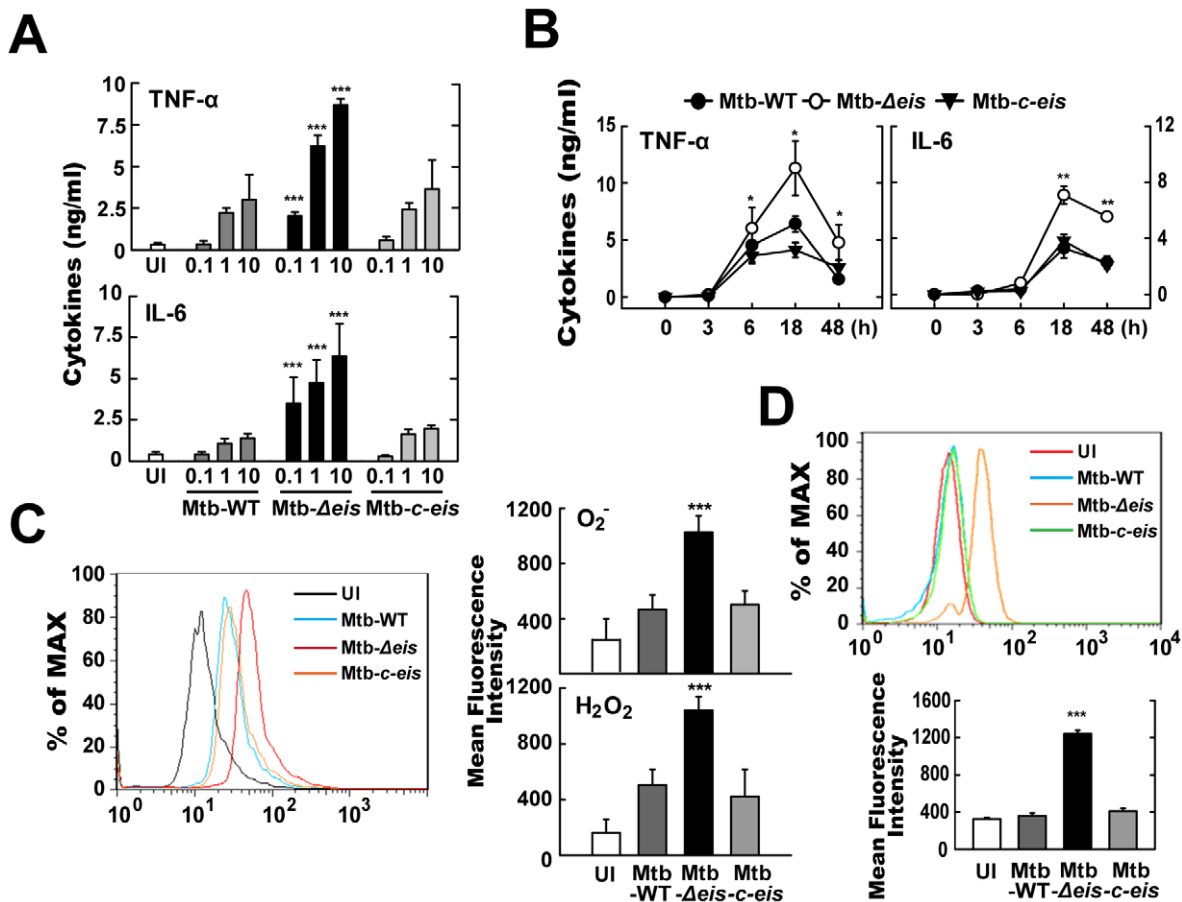 A
TNF-α
10
7.5
5
2.5
0
*** *** ***
UI 0.1 1 10 0.1 1 10 0.1 1 10
IL-6
10
7.5
5
2.5
0
*** *** ***
UI 0.1 1 10 0.1 1 10 0.1 1 10
Mtb-WT Mtb-Δeis Mtb-c-eis
Cytokines (ng/ml)
B
Mtb-WT Mtb-Δeis Mtb-c-eis
TNF-α
15
10
5
0
* * *
0 3 6 18 48 (h)
IL-6
12
8
4
0
** **
0 3 6 18 48 (h)
Cytokines (ng/ml)
C
100
80
60
40
20
0
% of MAX
UI
Mtb-WT
Mtb-Δeis
Mtb-c-eis
10⁰ 10¹ 10² 10³
O₂⁻
1200
800
400
***
H₂O₂
1200
800
400
0
***
Mean Fluorescence
Intensity
UI Mtb Mtb Mtb
-WT -Δeis -c-eis
D
100
80
60
40
20
0
% of MAX
UI
Mtb-WT
Mtb-Δeis
Mtb-c-eis
10⁰ 10¹ 10² 10³ 10⁴
1600
1200
800
400
0
***
Mean Fluorescence
Intensity
UI Mtb Mtb Mtb
-WT -Δeis -c-eis